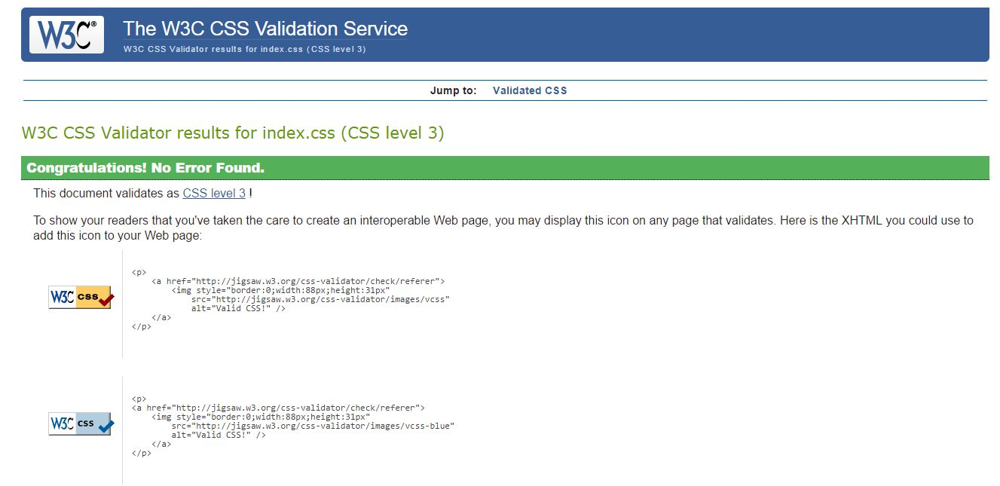 W3C®
The W3C CSS Validation Service
W3C CSS Validator results for index.css (CSS level 3)
Jump to: Validated CSS
W3C CSS Validator results for index.css (CSS level 3)
Congratulations! No Error Found.
This document validates as CSS level 3 !
To show your readers that you've taken the care to create an interoperable Web page, you may display this icon on any page that validates. Here is the XHTML you could use to
add this icon to your Web page:
W3C css
<p>
    <a href="http://jigsaw.w3.org/css-validator/check/referer">
        <img style="border:0;width:88px;height:31px"
            src="http://jigsaw.w3.org/css-validator/images/vcss"
            alt="Valid CSS!" />
    </a>
</p>
W3C css
<p>
<a href="http://jigsaw.w3.org/css-validator/check/referer">
    <img style="border:0;width:88px;height:31px"
        src="http://jigsaw.w3.org/css-validator/images/vcss-blue"
        alt="Valid CSS!" />
    </a>
</p>